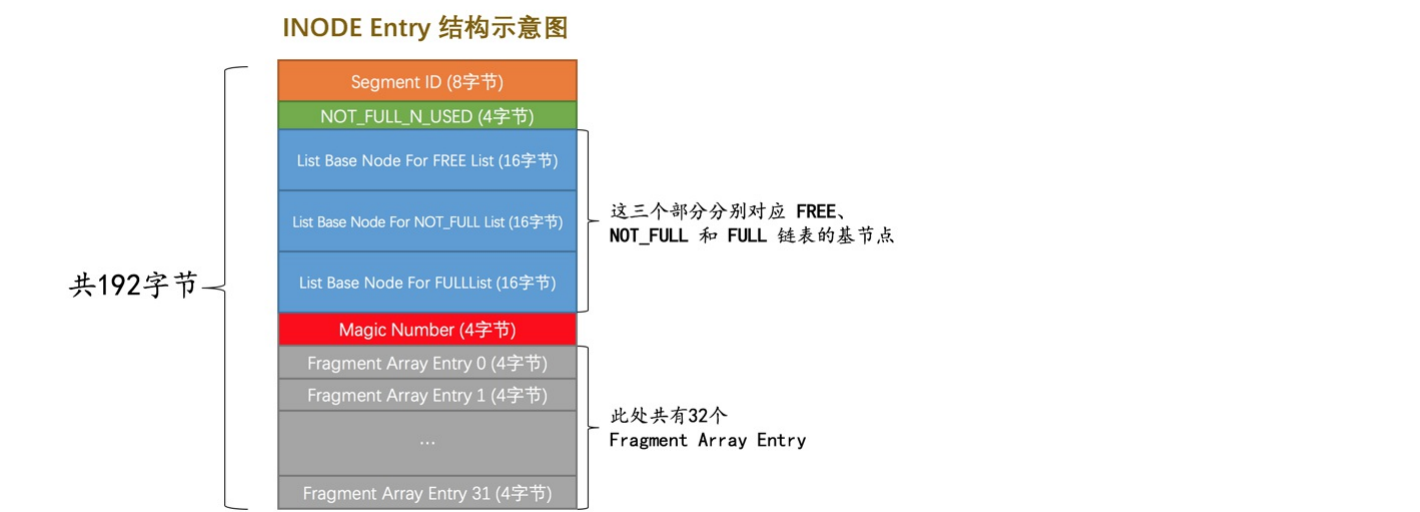 INODE Entry 结构示意图
Segment ID (8字节)
NOT_FULL_N_USED (4字节)
List Base Node For FREE List (16字节)
List Base Node For NOT_FULL List (16字节)
List Base Node For FULLList (16字节)
Magic Number (4字节)
Fragment Array Entry 0 (4字节)
Fragment Array Entry 1 (4字节)
...
Fragment Array Entry 31 (4字节)
共192字节
这三个部分分别对应 FREE、
NOT_FULL 和 FULL 链表的基节点
此处共有32个
Fragment Array Entry